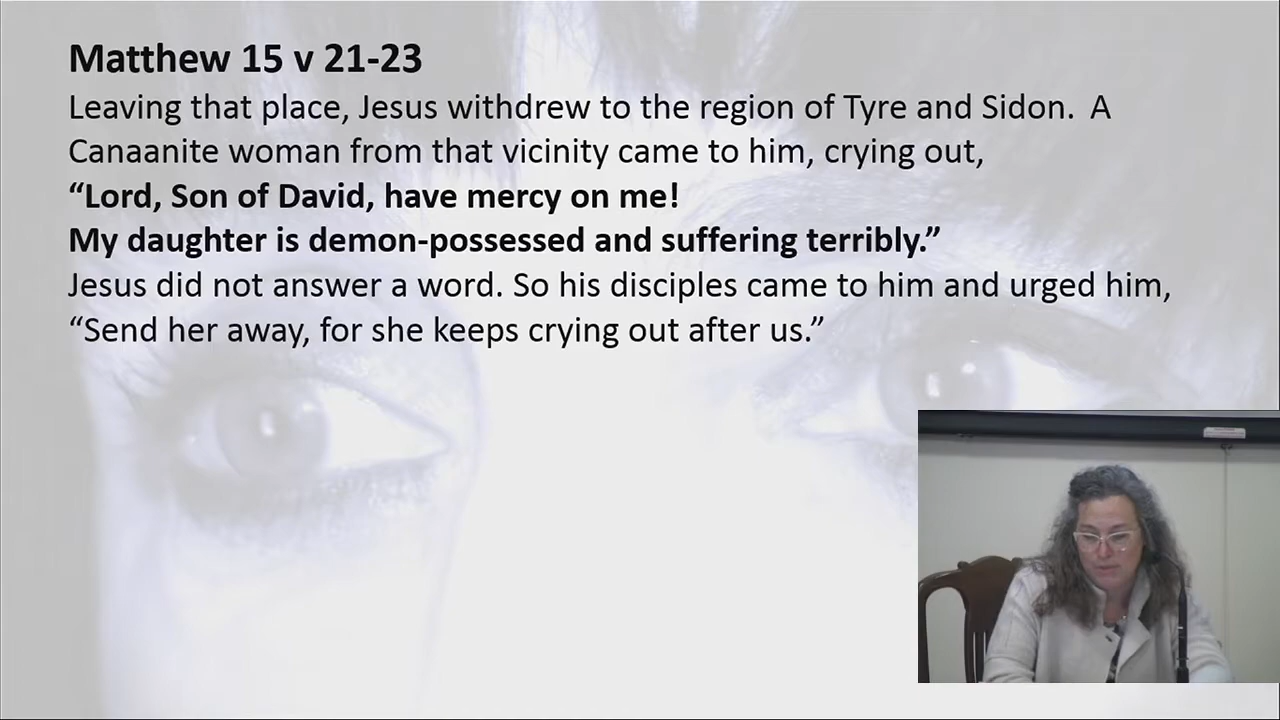 Matthew 15 v 21-23
Leaving that place, Jesus withdrew to the region of Tyre and Sidon.  A
Canaanite woman from that vicinity came to him, crying out,
“Lord, Son of David, have mercy on me!
My daughter is demon-possessed and suffering terribly.”
Jesus did not answer a word. So his disciples came to him and urged him,
“Send her away, for she keeps crying out after us.”